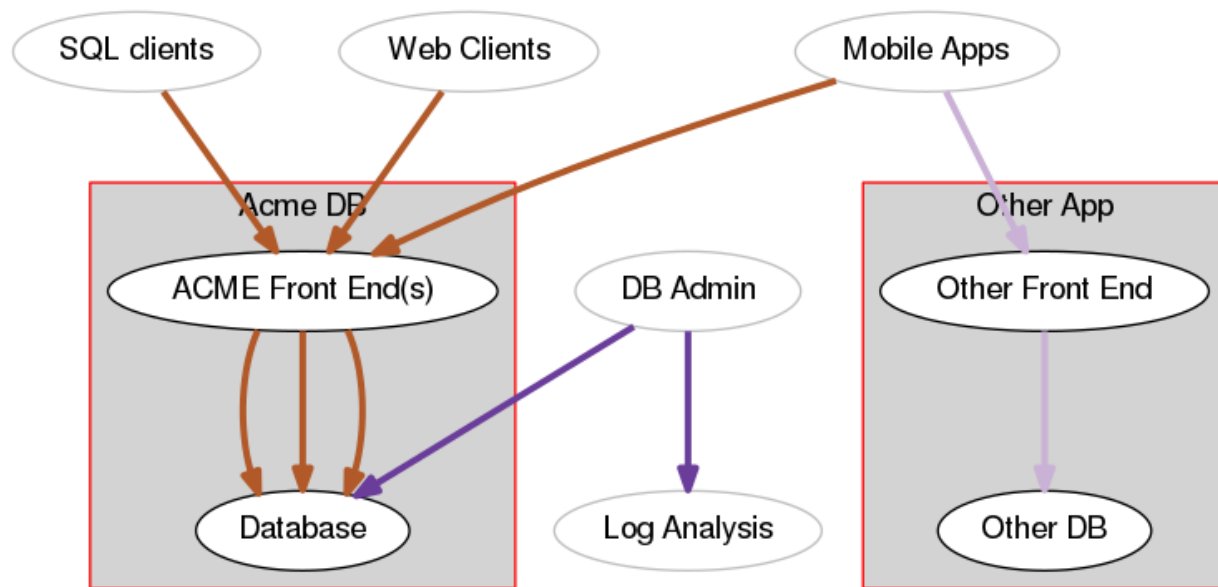 SQL clients
Web Clients
Mobile Apps
Acme DB
Other App
ACME Front End(s)
DB Admin
Other Front End
Database
Log Analysis
Other DB